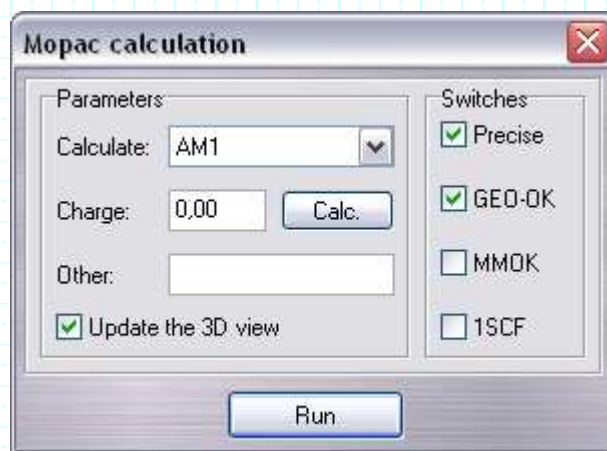 Mopac calculation
Parameters
Calculate: AM1
Charge: 0,00 Calc.
Other:
Update the 3D view
Switches
Precise
GEO-OK
MMOK
1SCF
Run